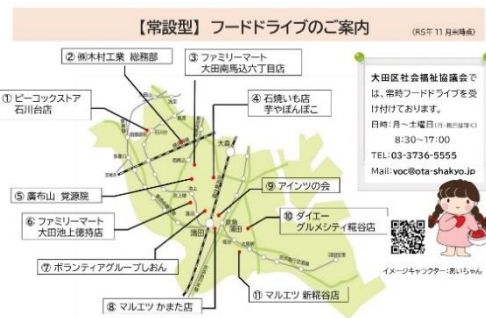 【常設型】 フードドライブのご案内
(R5年11月末時点)
② ㈱木村工業 総務部
③ ファミリーマート
大田南馬込六丁目店
① ピーコックストア
石川台店
④ 石焼いも店
芋やぽんぽこ
大田区社会福祉協議会で
は、常時フードドライブを受
け付けております。
日時:月~土曜日
8:30~17:00
TEL:03-3736-5555
Mail:voc@ota-shakyo.jp
大森
⑤ 廣布山 覚源院
⑨ アインツの会
⑥ ファミリーマート
大田池上徳持店
⑩ ダイエー
グルメシティ糀谷店
蒲田
京急
蒲田
⑦ ボランティアグループしおん
⑧ マルエツ かまた店
⑪ マルエツ 新糀谷店
イメージキャラクター:あいちゃん